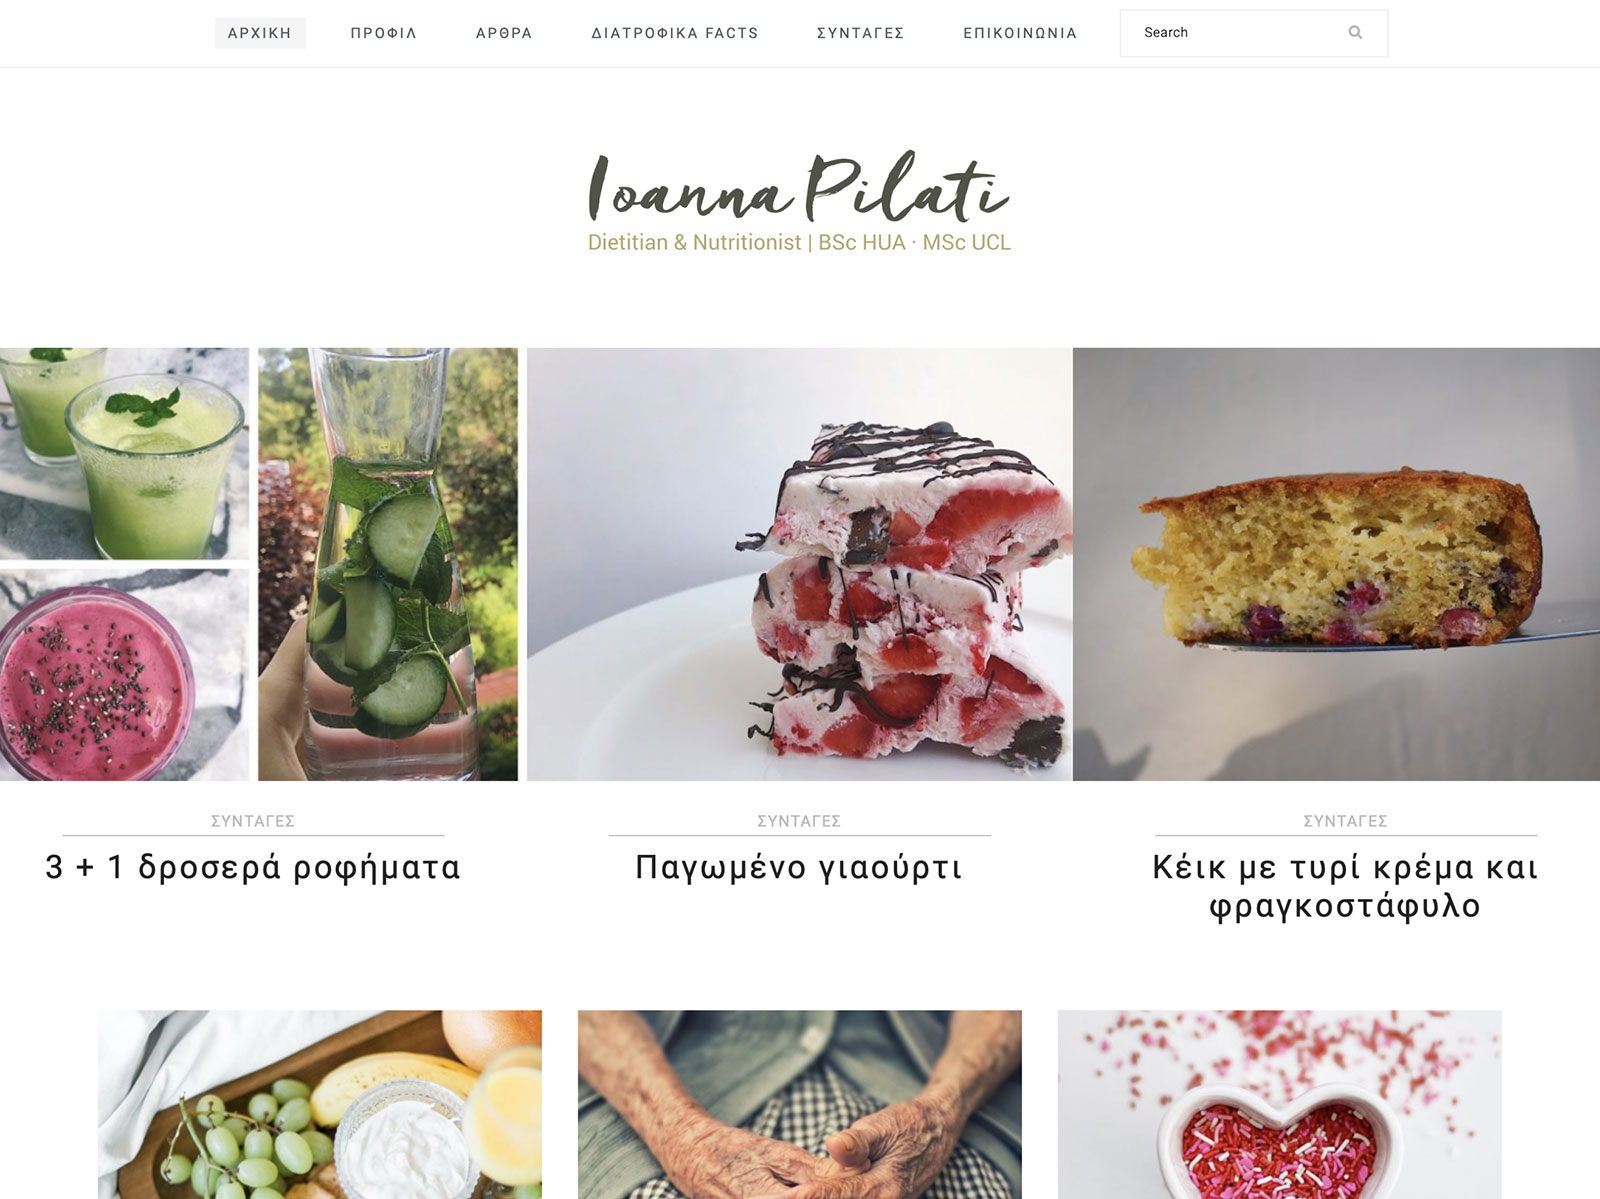 ΑΡΧΙΚΗ ΠΡΟΦΙΛ ΑΡΘΡΑ ΔΙΑΤΡΟΦΙΚΑ FACTS ΣΥΝΤΑΓΕΣ ΕΠΙΚΟΙΝΩΝΙΑ Search
Ioanna Pilati
Dietitian & Nutritionist | BSc HUA · MSc UCL
ΣΥΝΤΑΓΕΣ
3 + 1 δροσερά ροφήματα
ΣΥΝΤΑΓΕΣ
Παγωμένο γιαούρτι
ΣΥΝΤΑΓΕΣ
Κέικ με τυρί κρέμα και
φραγκοστάφυλο